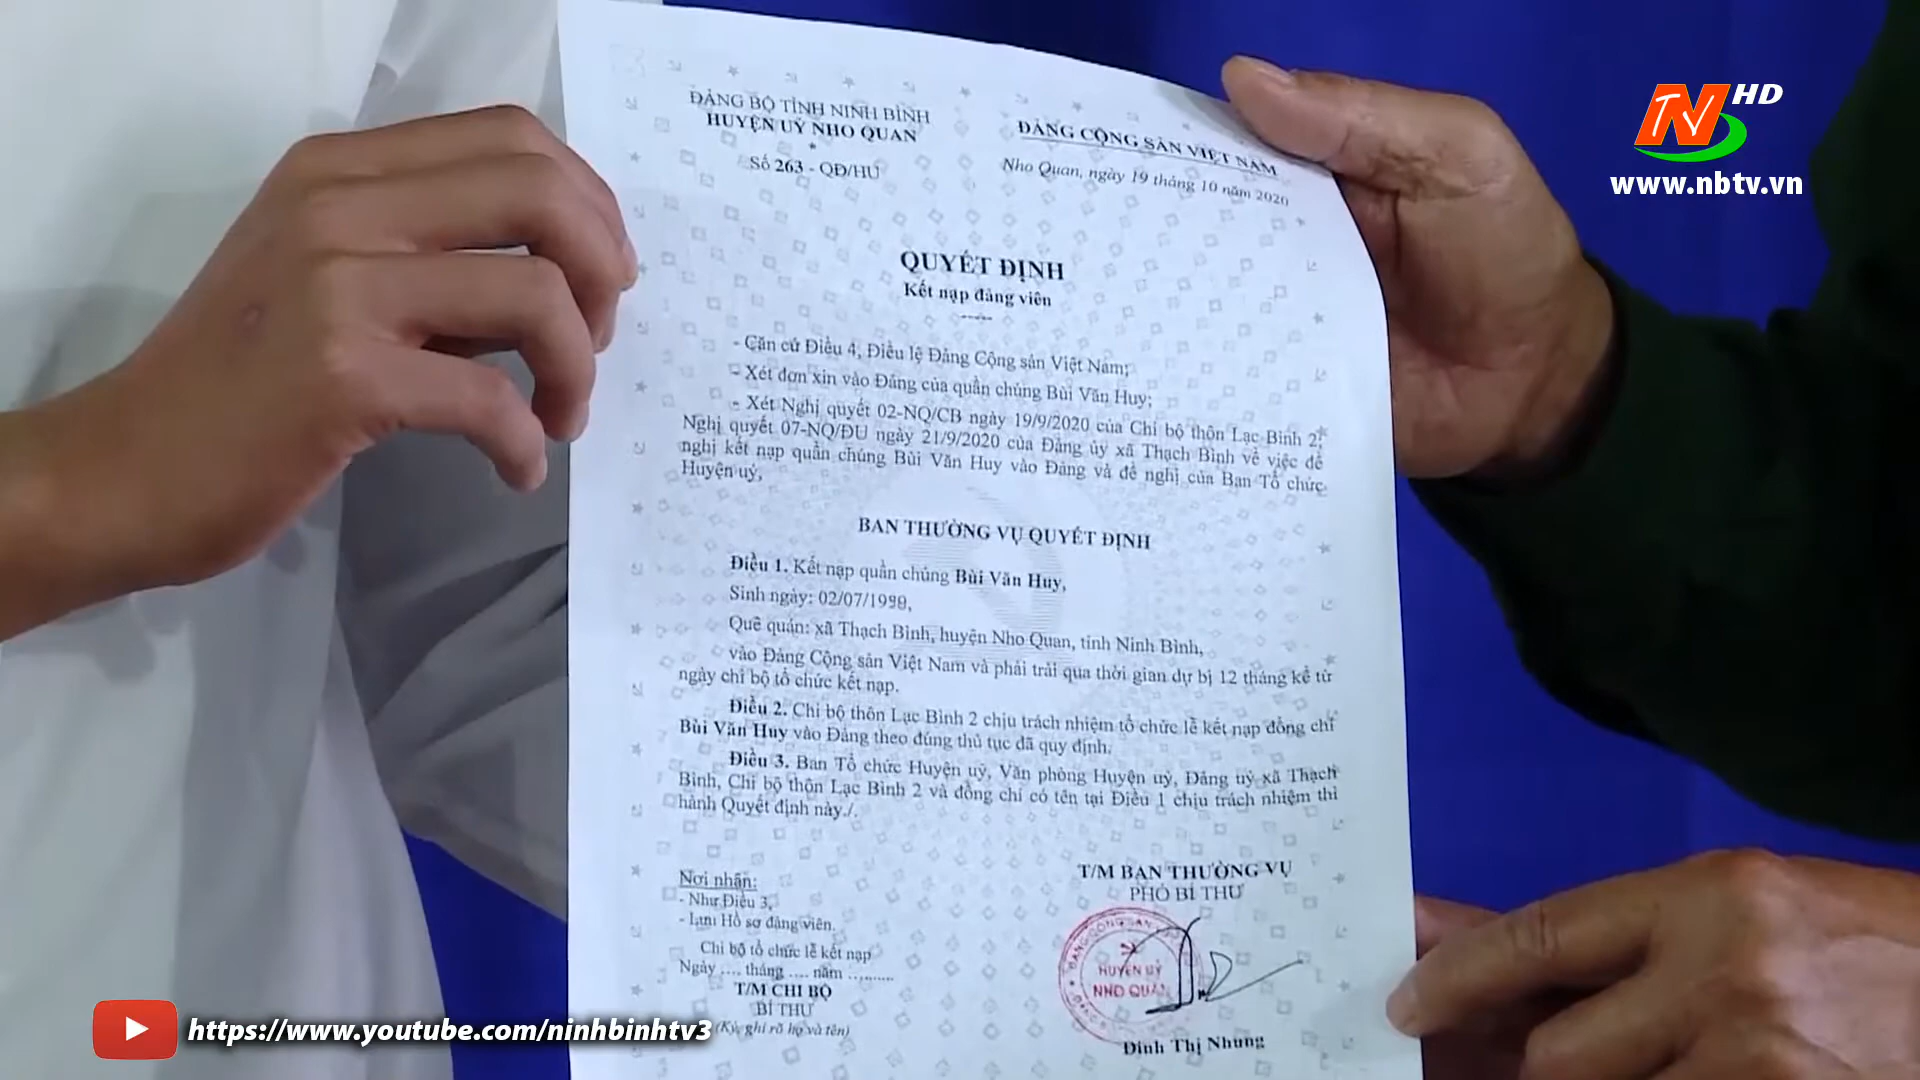 ĐẢNG BỘ TỈNH NINH BÌNH
HUYỆN UỶ NHO QUAN
*
Số 263 - QĐ/HU
ĐẢNG CỘNG SẢN VIỆT NAM
Nho Quan, ngày 19 tháng 10 năm 2020
QUYẾT ĐỊNH
Kết nạp đảng viên
-----
- Căn cứ Điều 4, Điều lệ Đảng Cộng sản Việt Nam;
- Xét đơn xin vào Đảng của quần chúng Bùi Văn Huy;
- Xét Nghị quyết 02-NQ/CB ngày 19/9/2020 của Chi bộ thôn Lạc Bình 2;
Nghị quyết 07-NQ/ĐU ngày 21/9/2020 của Đảng ủy xã Thạch Bình về việc đề
nghị kết nạp quần chúng Bùi Văn Huy vào Đảng và đề nghị của Ban Tổ chức
Huyện uỷ,
BAN THƯỜNG VỤ QUYẾT ĐỊNH
Điều 1. Kết nạp quần chúng Bùi Văn Huy,
Sinh ngày:
Quê quán: xã Thạch Bình, huyện Nho Quan, tỉnh Ninh Bình,
vào Đảng Cộng sản Việt Nam và phải trải qua thời gian dự bị 12 tháng kể từ
ngày chi bộ tổ chức kết nạp.
Điều 2. Chi bộ thôn Lạc Bình 2 chịu trách nhiệm tổ chức lễ kết nạp đồng chí
Bùi Văn Huy vào Đảng theo đúng thủ tục đã quy định.
Điều 3. Ban Tổ chức Huyện uỷ, Văn phòng Huyện uỷ, Đảng uỷ xã Thạch
Bình, Chi bộ thôn Lạc Bình 2 và đồng chí có tên tại Điều 1 chịu trách nhiệm thi
hành Quyết định này./.
Nơi nhận:
- Như Điều 3,
- Lưu Hồ sơ đảng viên.
Chi bộ tổ chức lễ kết nạp
Ngày .... tháng .... năm ..........
T/M CHI BỘ
BÍ THƯ
(Ký, ghi rõ họ và tên)
T/M BAN THƯỜNG VỤ
PHÓ BÍ THƯ
HUYỆN UỶ
NHO QUAN
Đinh Thị Nhung
NTV HD
www.nbtv.vn
https://www.youtube.com/ninhbinhtv3